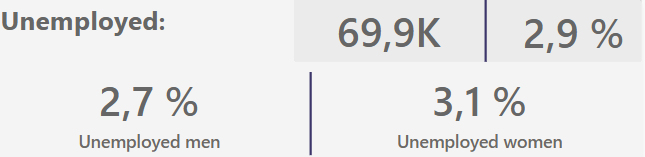 Unemployed: 69,9K 2,9 %
2,7 % 3,1 %
Unemployed men Unemployed women